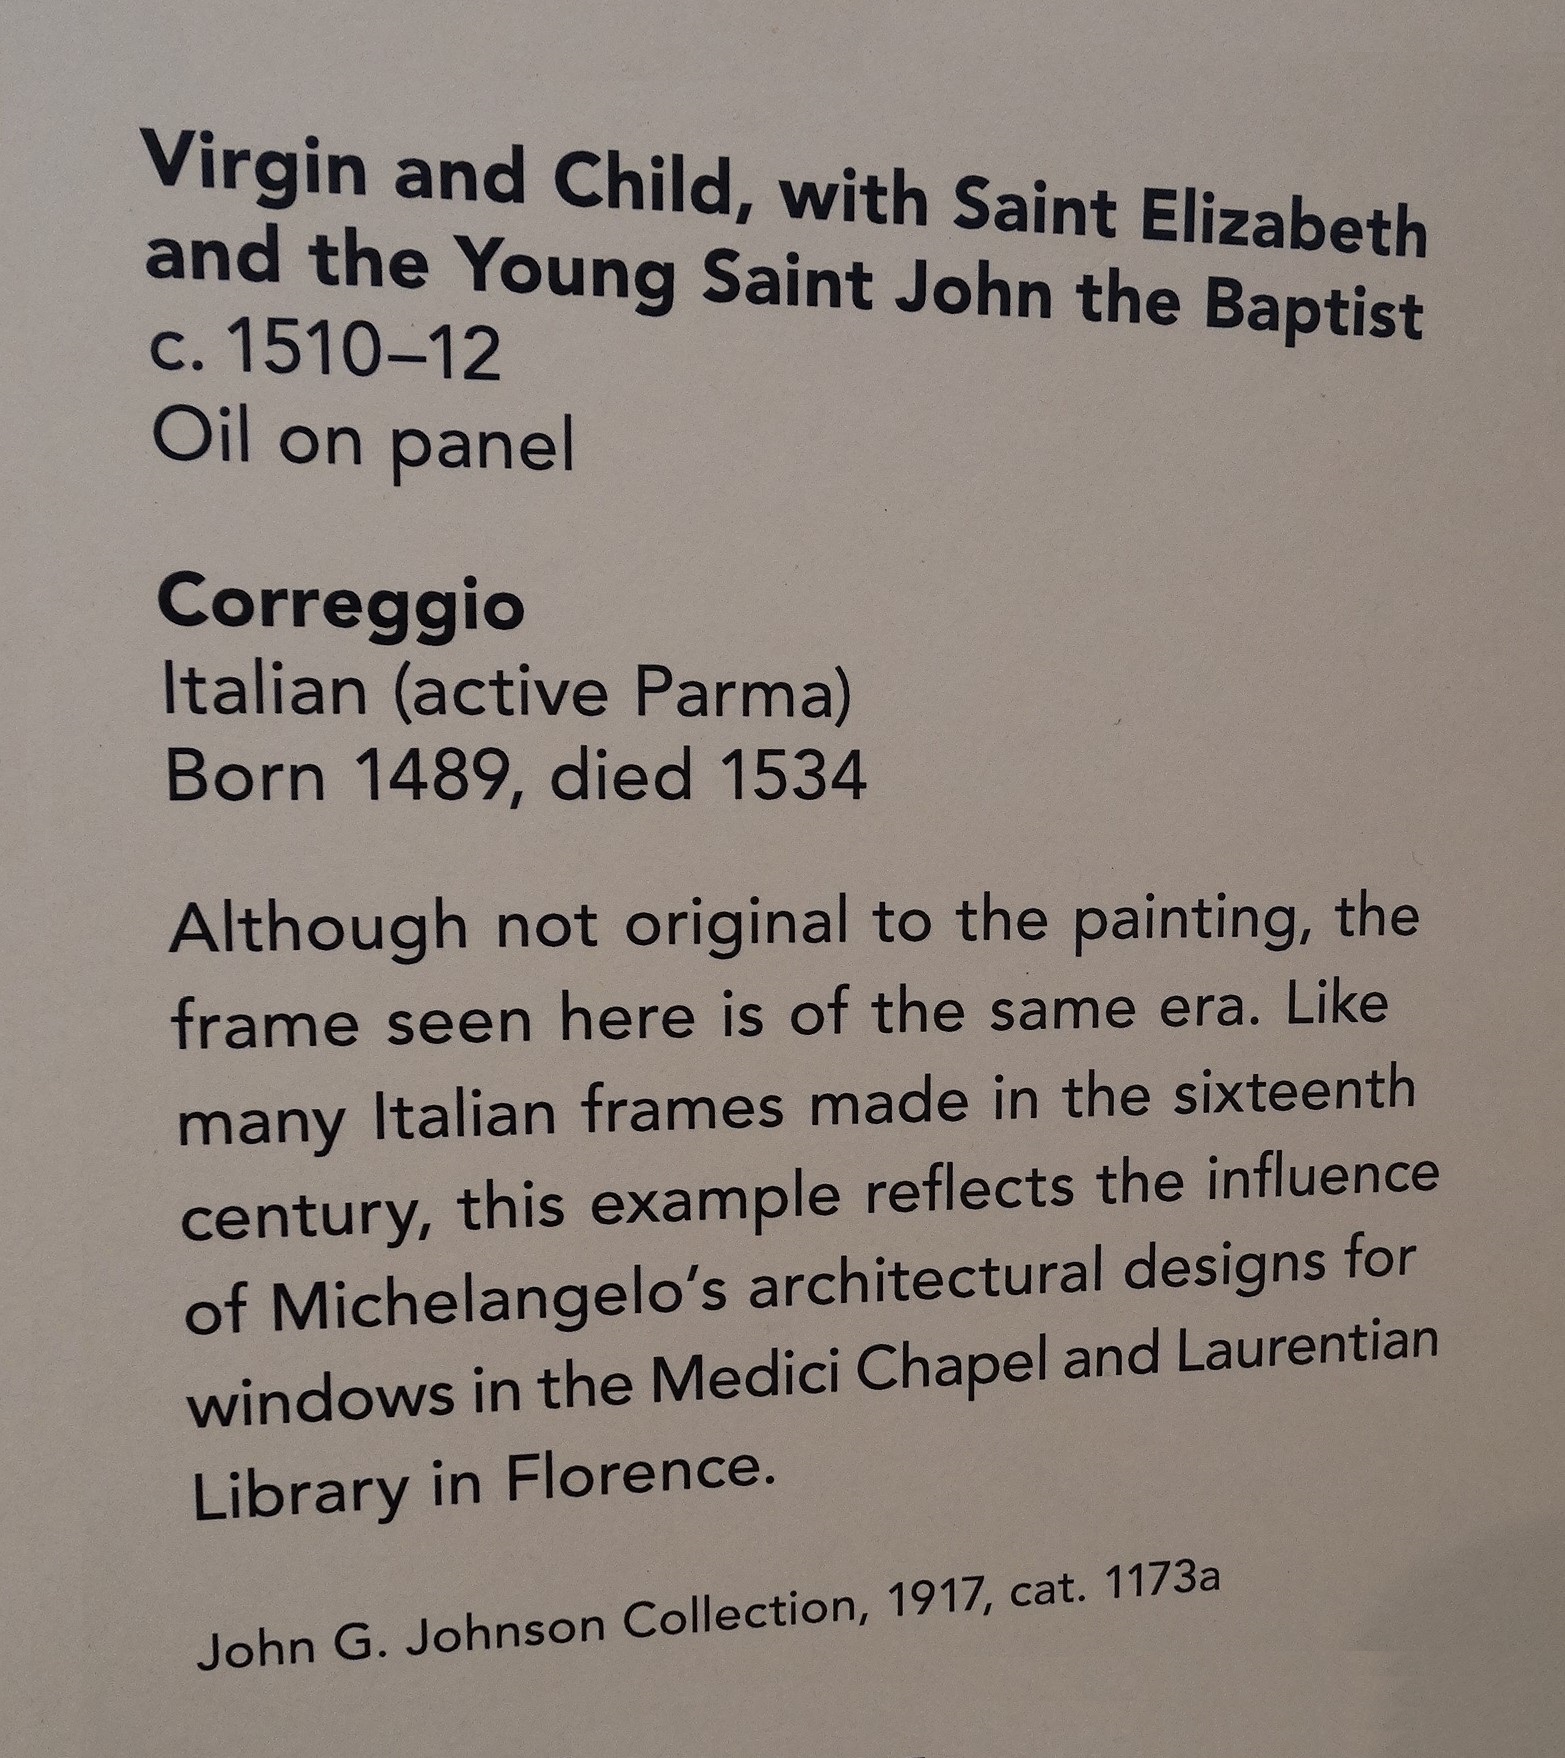 Virgin and Child, with Saint Elizabeth
and the Young Saint John the Baptist
c. 1510–12
Oil on panel
Correggio
Italian (active Parma)
Born 1489, died 1534
Although not original to the painting, the
frame seen here is of the same era. Like
many Italian frames made in the sixteenth
century, this example reflects the influence
of Michelangelo’s architectural designs for
windows in the Medici Chapel and Laurentian
Library in Florence.
John G. Johnson Collection, 1917, cat. 1173a